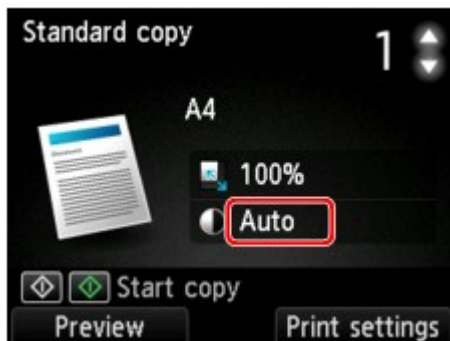 Standard copy
1
A4
100%
Auto
Start copy
Preview
Print settings